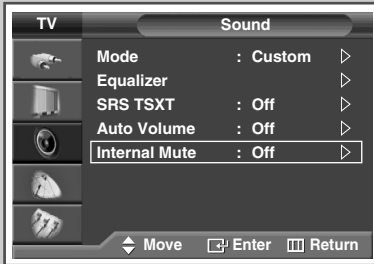 TV Sound
Mode : Custom
Equalizer
SRS TSXT : Off
Auto Volume : Off
Internal Mute : Off
Move Enter Return